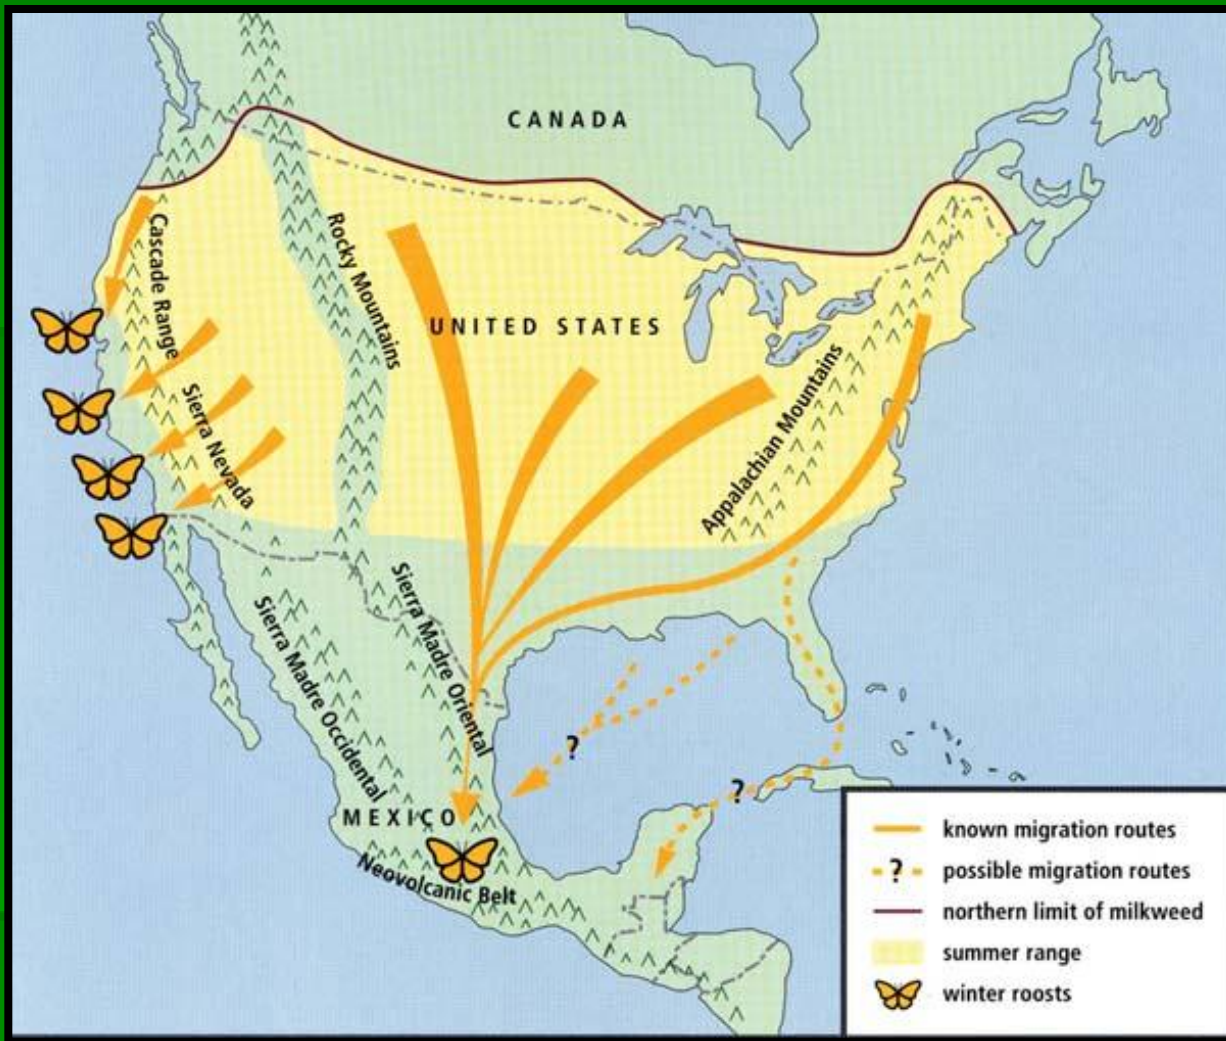 CANADA
Cascade Range
Rocky Mountains
UNITED STATES
Sierra Nevada
Appalachian Mountains
Sierra Madre Occidental
Sierra Madre Oriental
?
?
MEXICO
Neovolcanic Belt
known migration routes
? possible migration routes
northern limit of milkweed
summer range
winter roosts